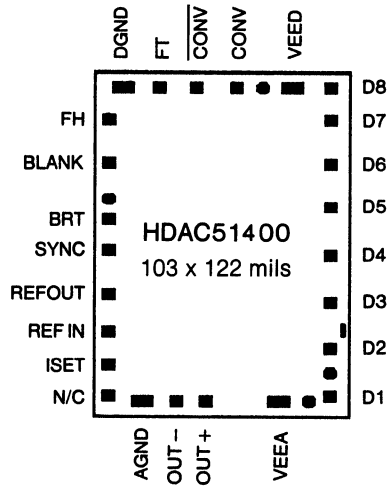 DGND
FT
CONV
CONV
VEED
D8
FH
D7
BLANK
D6
D5
BRT
HDAC51400
SYNC
D4
103 x 122 mils
REFOUT
D3
REF IN
D2
ISET
N/C
D1
AGND
OUT –
OUT +
VEEA